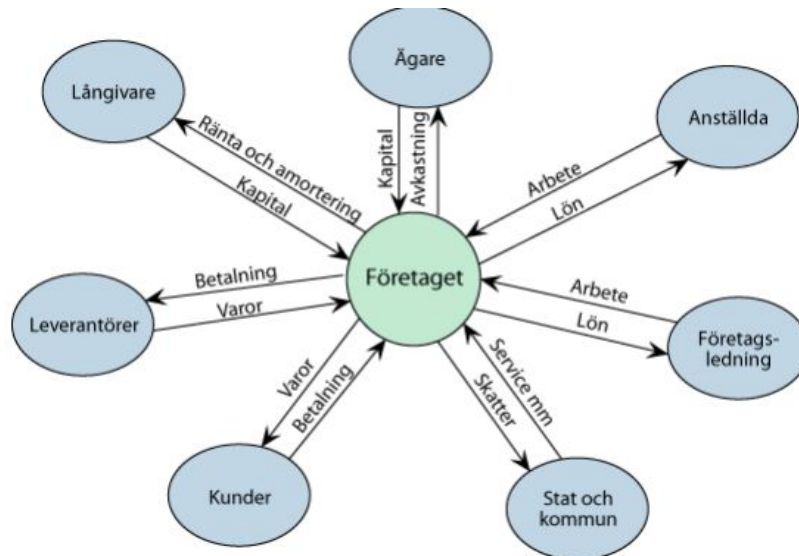 Ägare
Långivare
Anställda
Ränta och amortering
Kapital
Kapital
Avkastning
Arbete
Lön
Företaget
Betalning
Varor
Leverantörer
Arbete
Lön
Företags-
ledning
Varor
Betalning
Service mm
Skatter
Kunder
Stat och
kommun